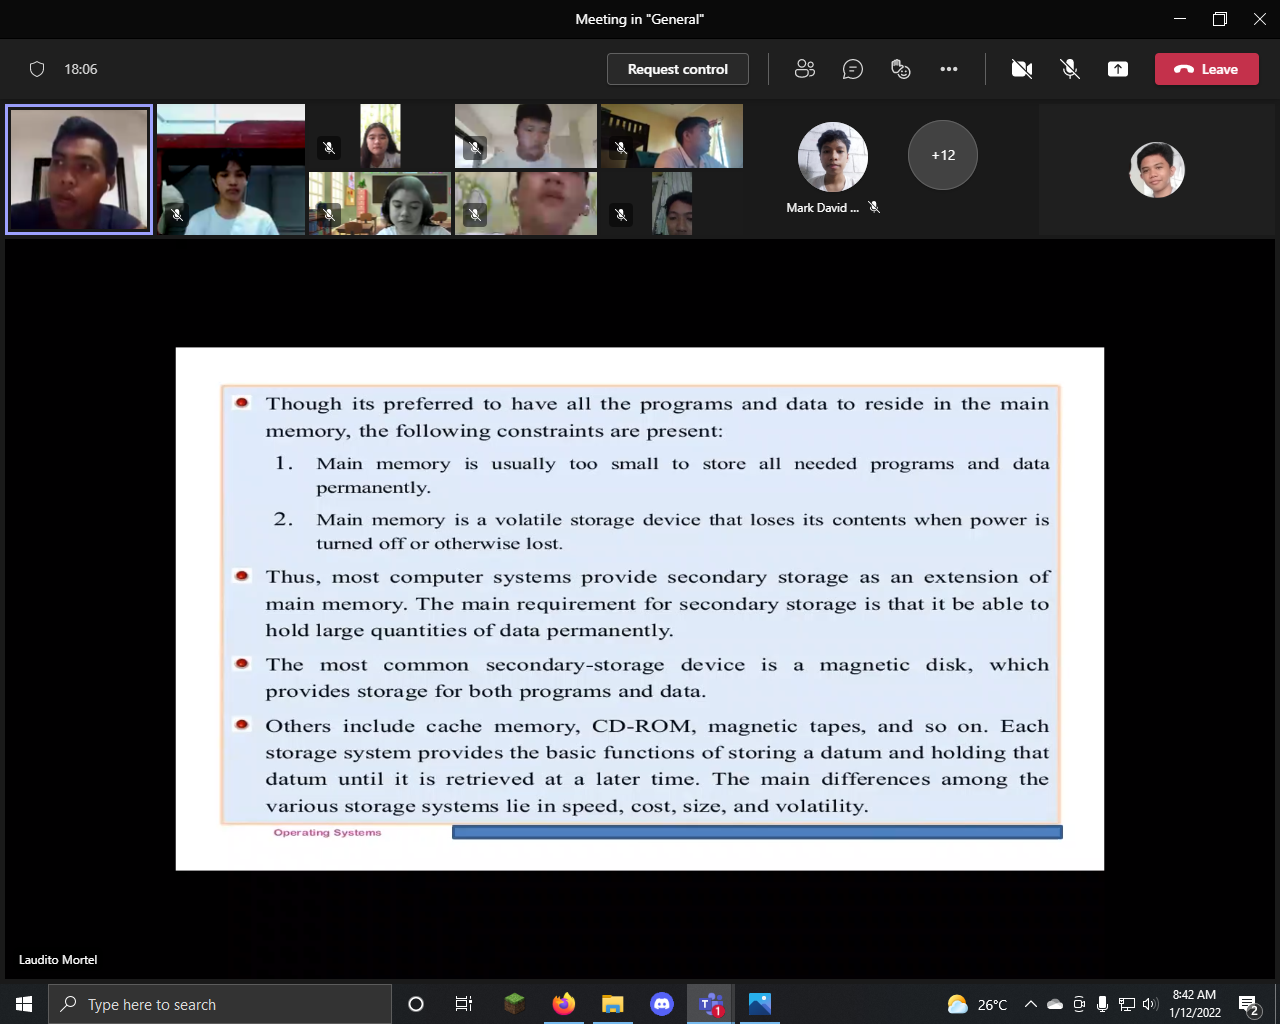 Meeting in "General"
18:06
Request control
Leave
+12
Mark David ...
Though its preferred to have all the programs and data to reside in the main
memory, the following constraints are present:
1. Main memory is usually too small to store all needed programs and data
permanently.
2. Main memory is a volatile storage device that loses its contents when power is
turned off or otherwise lost.
Thus, most computer systems provide secondary storage as an extension of
main memory. The main requirement for secondary storage is that it be able to
hold large quantities of data permanently.
The most common secondary-storage device is a magnetic disk, which
provides storage for both programs and data.
Others include cache memory, CD-ROM, magnetic tapes, and so on. Each
storage system provides the basic functions of storing a datum and holding that
datum until it is retrieved at a later time. The main differences among the
various storage systems lie in speed, cost, size, and volatility.
Operating Systems
Laudito Mortel
Type here to search
T
1
26°C
8:42 AM
1/12/2022
2